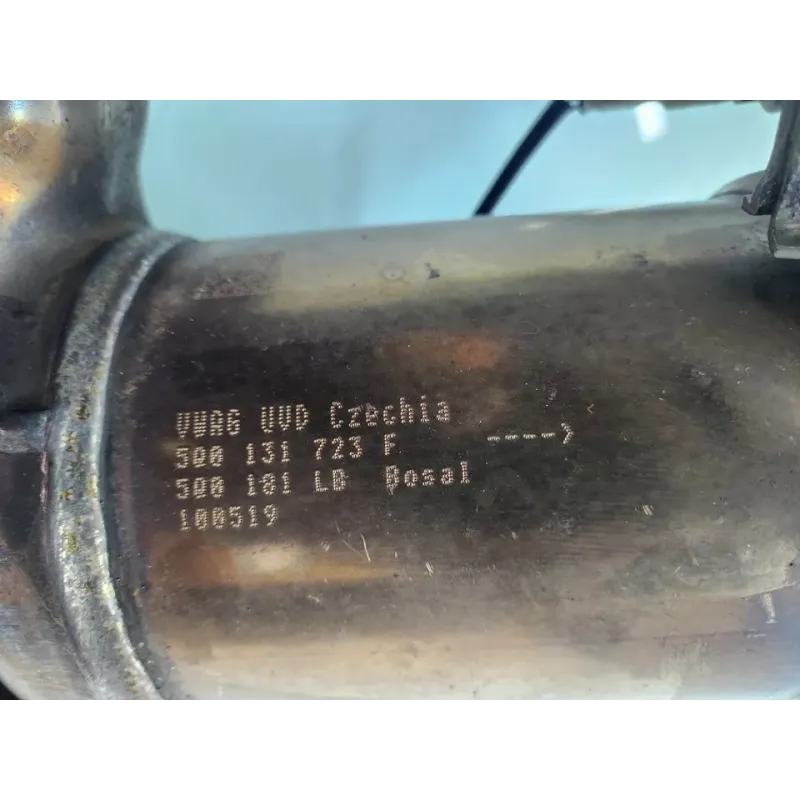 VWAG UVD Czechia
5Q0 131 723 F ---->
5Q0 181 LB Bosal
100519